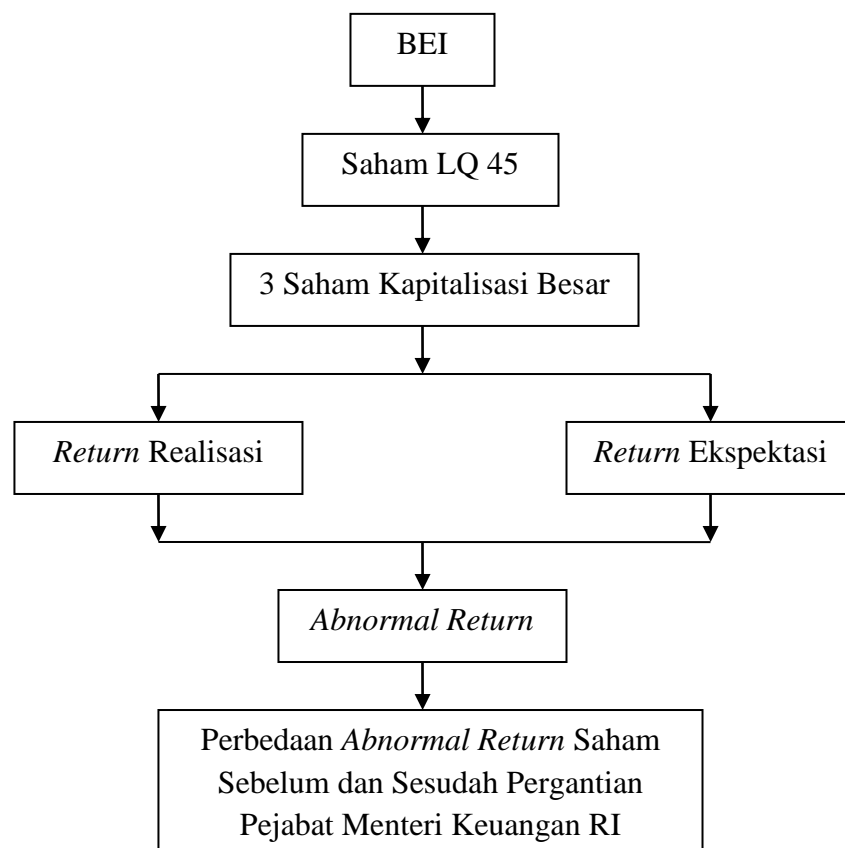 BEI
Saham LQ 45
3 Saham Kapitalisasi Besar
Return Realisasi
Return Ekspektasi
Abnormal Return
Perbedaan Abnormal Return Saham
Sebelum dan Sesudah Pergantian
Pejabat Menteri Keuangan RI